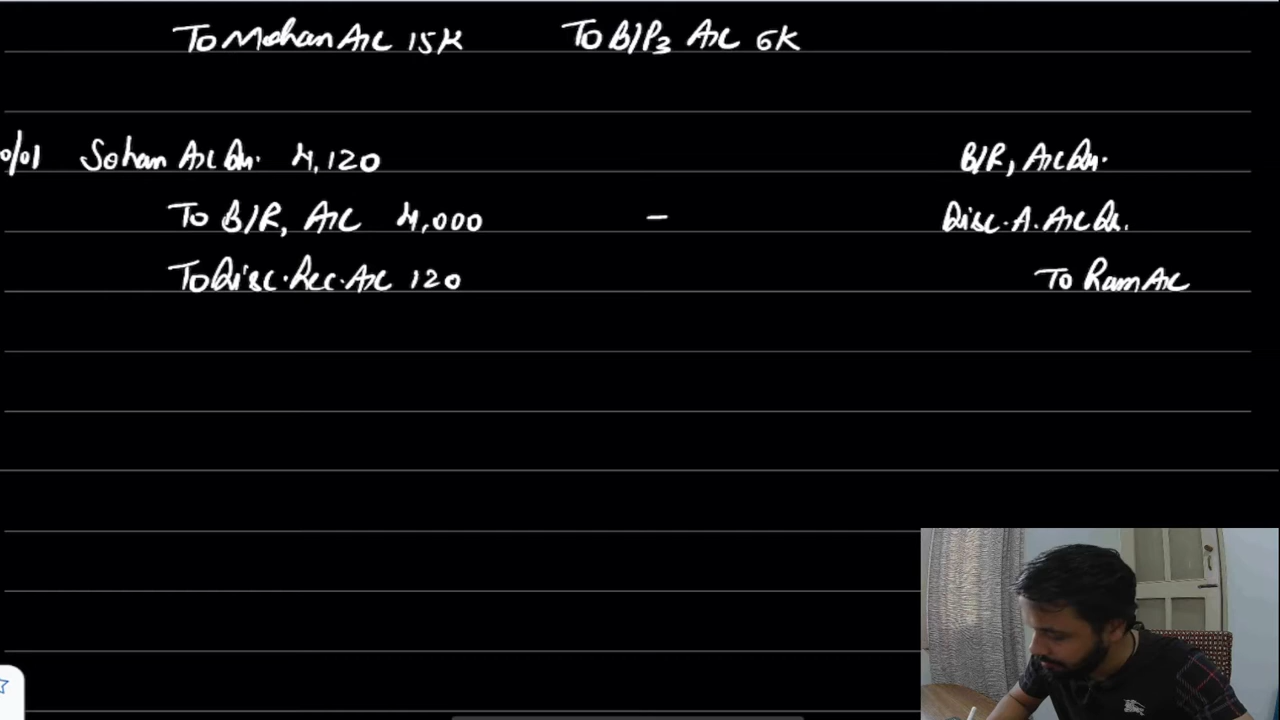 To Mohan A/c 15K To B/P3 A/c 6K
0/01 Sohan A/c Dr. 4,120 B/R, A/c Dr.
To B/R, A/c 4,000 - Disc. A. A/c Dr.
To Disc. Rec. A/c 120 To Ram A/c